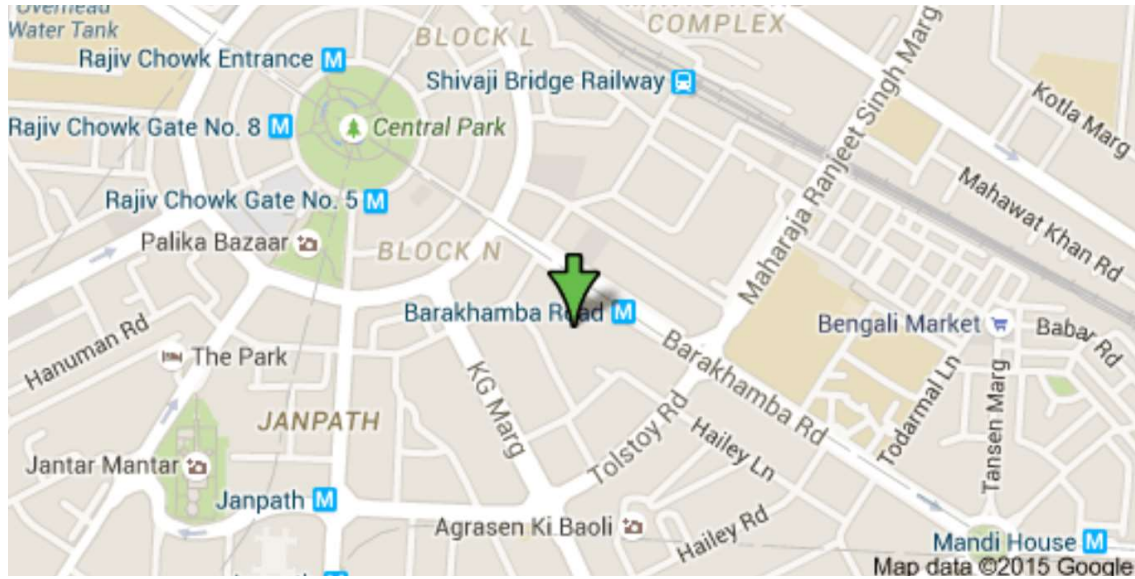 Overhead
Water Tank
BLOCK L
COMPLEX
Rajiv Chowk Entrance M
Shivaji Bridge Railway
Maharaja Ranjeet Singh Marg
Kotla Marg
Rajiv Chowk Gate No. 8 M
Central Park
Mahawat Khan Rd
Rajiv Chowk Gate No. 5 M
Palika Bazaar
BLOCK N
Barakhamba Road M
Bengali Market
Babar Rd
Hanuman Rd
The Park
Barakhamba Rd
KG Marg
Todarmal Ln
Tansen Marg
JANPATH
Tolstoy Rd
Hailey Ln
Jantar Mantar
Janpath M
Agrasen Ki Baoli
Hailey Rd
Mandi House M
Map data ©2015 Google